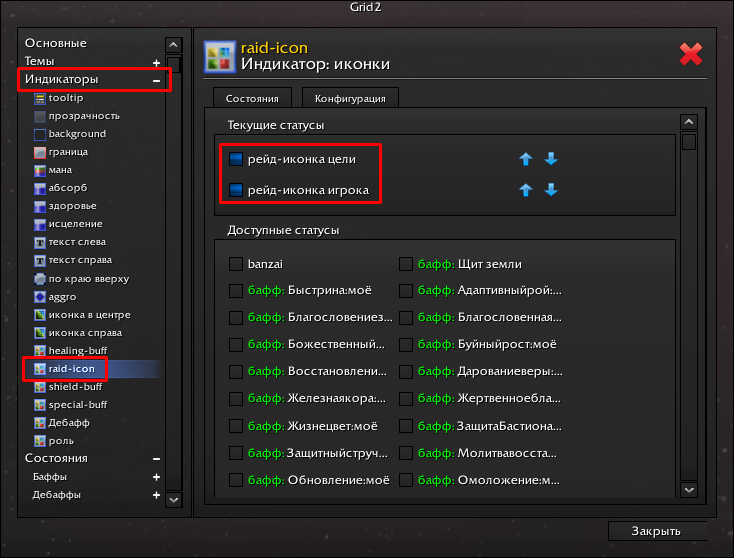 Grid2
Основные
Темы
Индикаторы
tooltip
прозрачность
background
граница
мана
абсорб
здоровье
исцеление
текст слева
текст справа
по краю вверху
aggro
иконка в центре
иконка справа
healing-buff
raid-icon
shield-buff
special-buff
Дебафф
роль
Состояния
Баффы
Дебаффы
raid-icon
Индикатор: иконки
Состояния Конфигурация
Текущие статусы
рейд-иконка цели
рейд-иконка игрока
Доступные статусы
banzai бафф: Щит земли
бафф: Быстрина:моё бафф: Адаптивныйрой:...
бафф: Благословениез... бафф: Благословенная...
бафф: Божественный... бафф: Буйныйрост:моё
бафф: Восстановлени... бафф: Дарованиеверы:...
бафф: Железнаякора:... бафф: Жертвенноебла...
бафф: Жизнецвет:моё бафф: ЗащитаБастиона...
бафф: Защитныйструч... бафф: Молитвавосста...
бафф: Обновление:моё бафф: Омоложение:м...
Закрыть